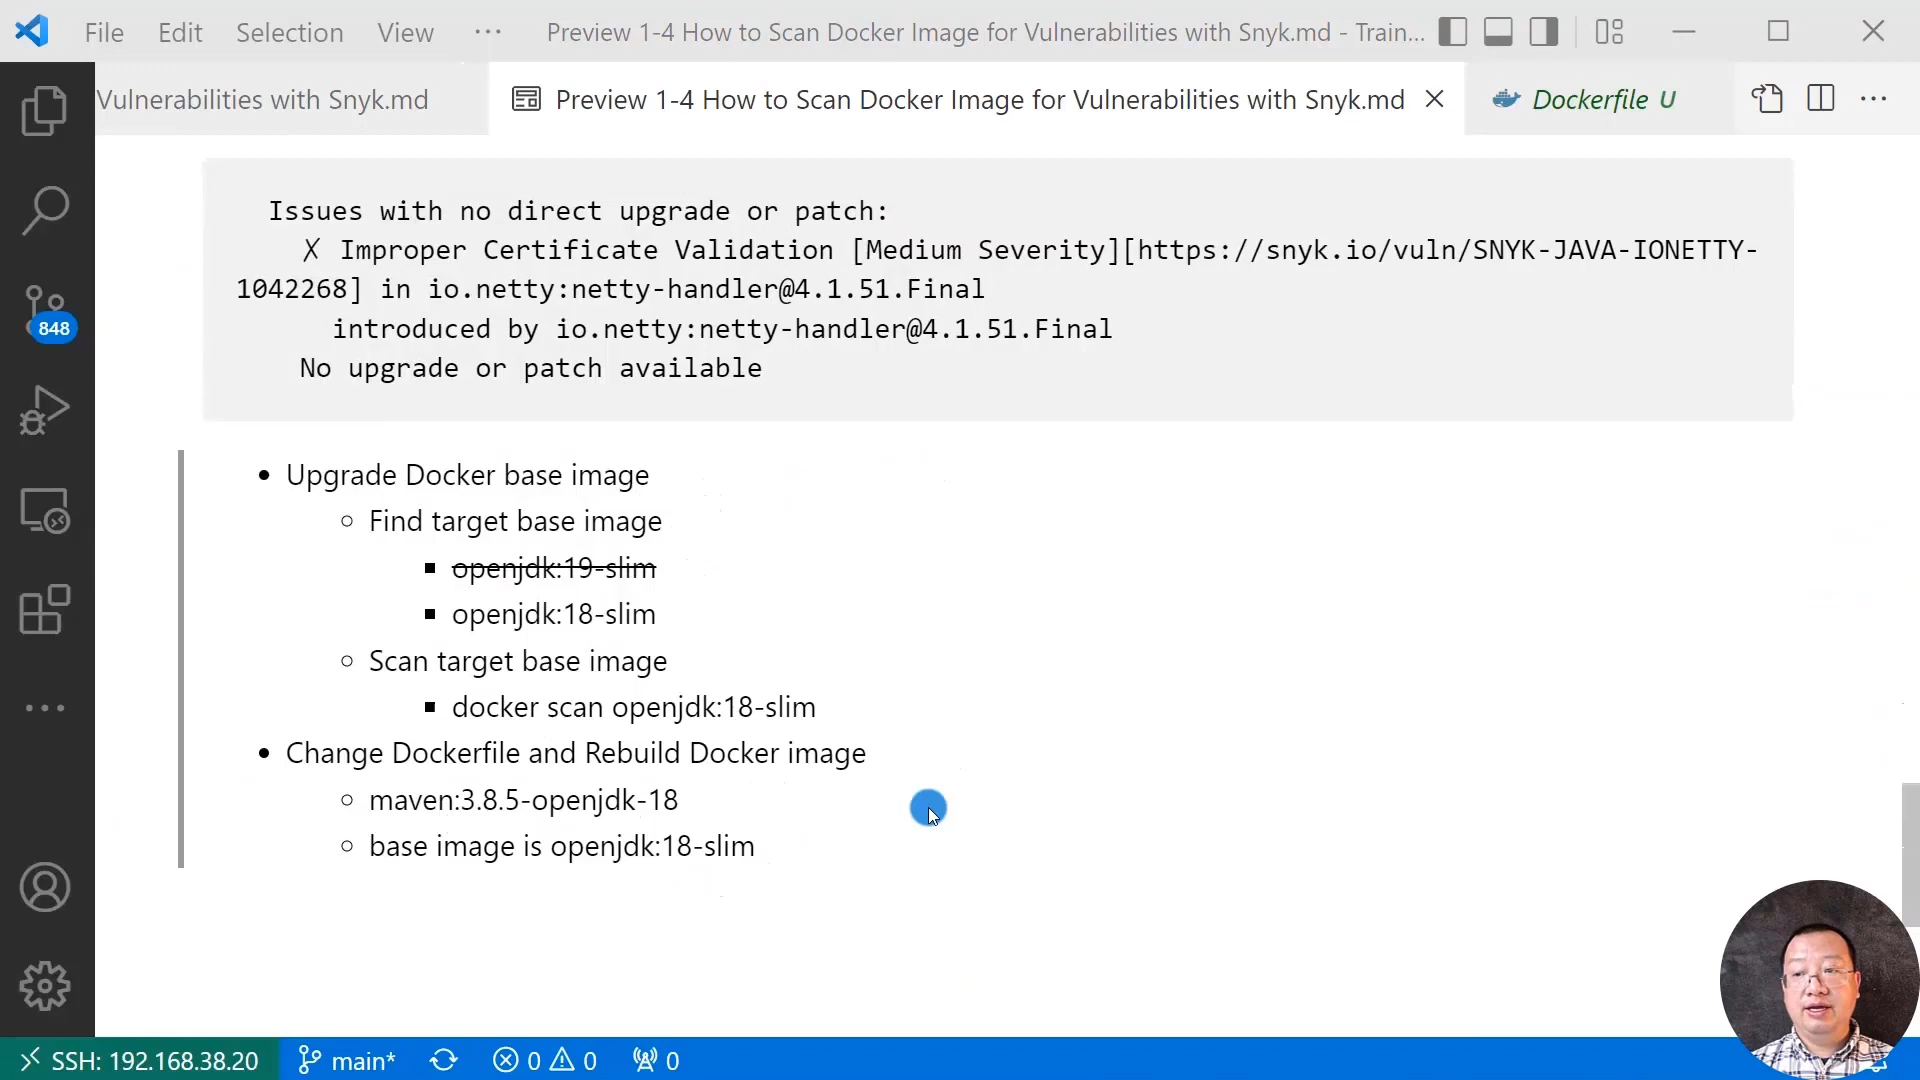 File Edit Selection View ··· Preview 1-4 How to Scan Docker Image for Vulnerabilities with Snyk.md - Train...
Vulnerabilities with Snyk.md Preview 1-4 How to Scan Docker Image for Vulnerabilities with Snyk.md Dockerfile U
Issues with no direct upgrade or patch:
✗ Improper Certificate Validation [Medium Severity][https://snyk.io/vuln/SNYK-JAVA-IONETTY-
1042268] in io.netty:netty-handler@4.1.51.Final
introduced by io.netty:netty-handler@4.1.51.Final
No upgrade or patch available
848
• Upgrade Docker base image
○ Find target base image
▪ openjdk:19-slim
▪ openjdk:18-slim
○ Scan target base image
▪ docker scan openjdk:18-slim
• Change Dockerfile and Rebuild Docker image
○ maven:3.8.5-openjdk-18
○ base image is openjdk:18-slim
SSH: 192.168.38.20 main* 0 0 0